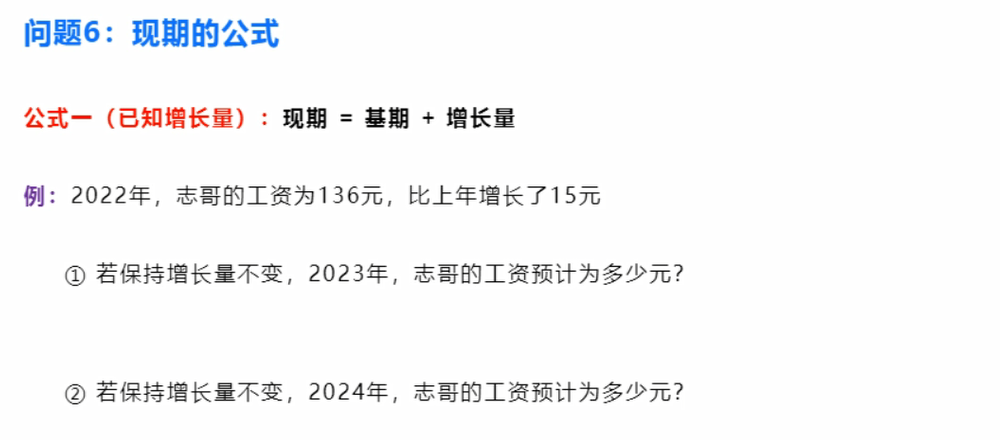 问题6：现期的公式
公式一（已知增长量）：现期 = 基期 + 增长量
例：2022年，志哥的工资为136元，比上年增长了15元
① 若保持增长量不变，2023年，志哥的工资预计为多少元？
② 若保持增长量不变，2024年，志哥的工资预计为多少元？